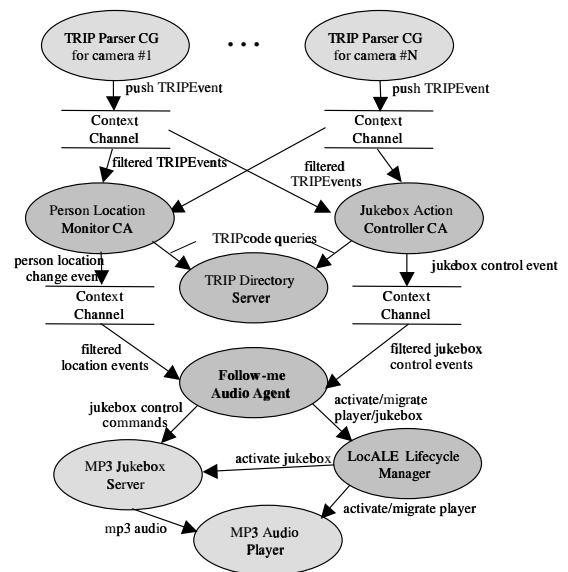 TRIP Parser CG
for camera #1
• • •
TRIP Parser CG
for camera #N
push TRIPEvent
push TRIPEvent
Context
Channel
Context
Channel
filtered TRIPEvents
filtered
TRIPEvents
Person Location
Monitor CA
Jukebox Action
Controller CA
TRIPcode queries
person location
change event
TRIP Directory
Server
jukebox control event
Context
Channel
Context
Channel
filtered
location events
filtered jukebox
control events
Follow-me
Audio Agent
jukebox control
commands
activate/migrate
player/jukebox
MP3 Jukebox
Server
activate jukebox
LocALE Lifecycle
Manager
activate/migrate player
mp3 audio
MP3 Audio
Player